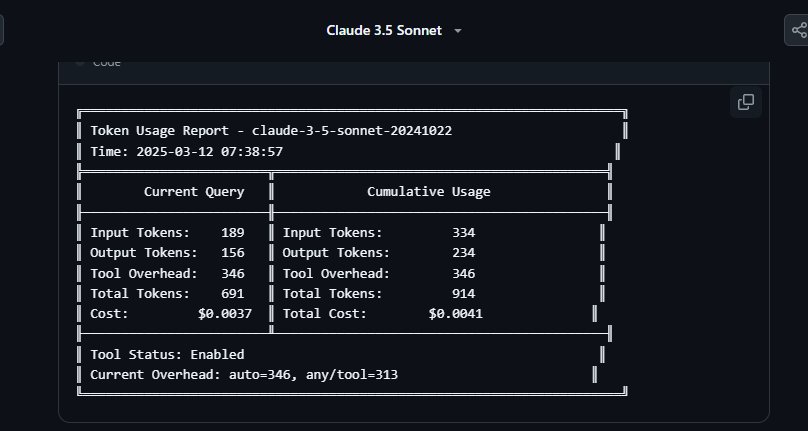 Claude 3.5 Sonnet
Code
Token Usage Report - claude-3-5-sonnet-20241022
Time: 2025-03-12 07:38:57
Current Query Cumulative Usage
Input Tokens: 189 Input Tokens: 334
Output Tokens: 156 Output Tokens: 234
Tool Overhead: 346 Tool Overhead: 346
Total Tokens: 691 Total Tokens: 914
Cost: $0.0037 Total Cost: $0.0041
Tool Status: Enabled
Current Overhead: auto=346, any/tool=313